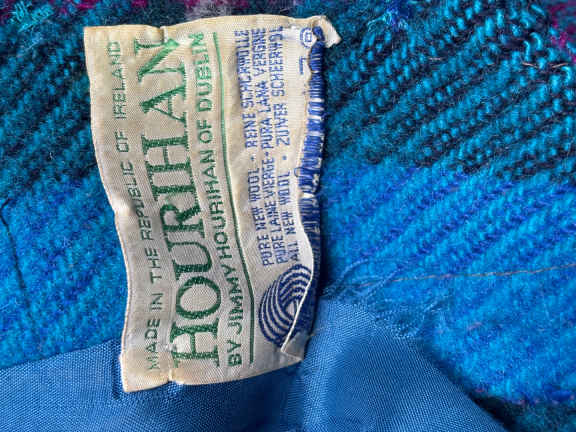 MADE IN THE REPUBLIC OF IRELAND
HOURIHAN
BY JIMMY HOURIHAN OF DUBLIN
PURE NEW WOOL - REINE SCHURWOLLE
PURE LAINE VIERGE - PURA LANA VERGINE
ALL NEW WOOL - ZUIVER SCHEERWOL
®